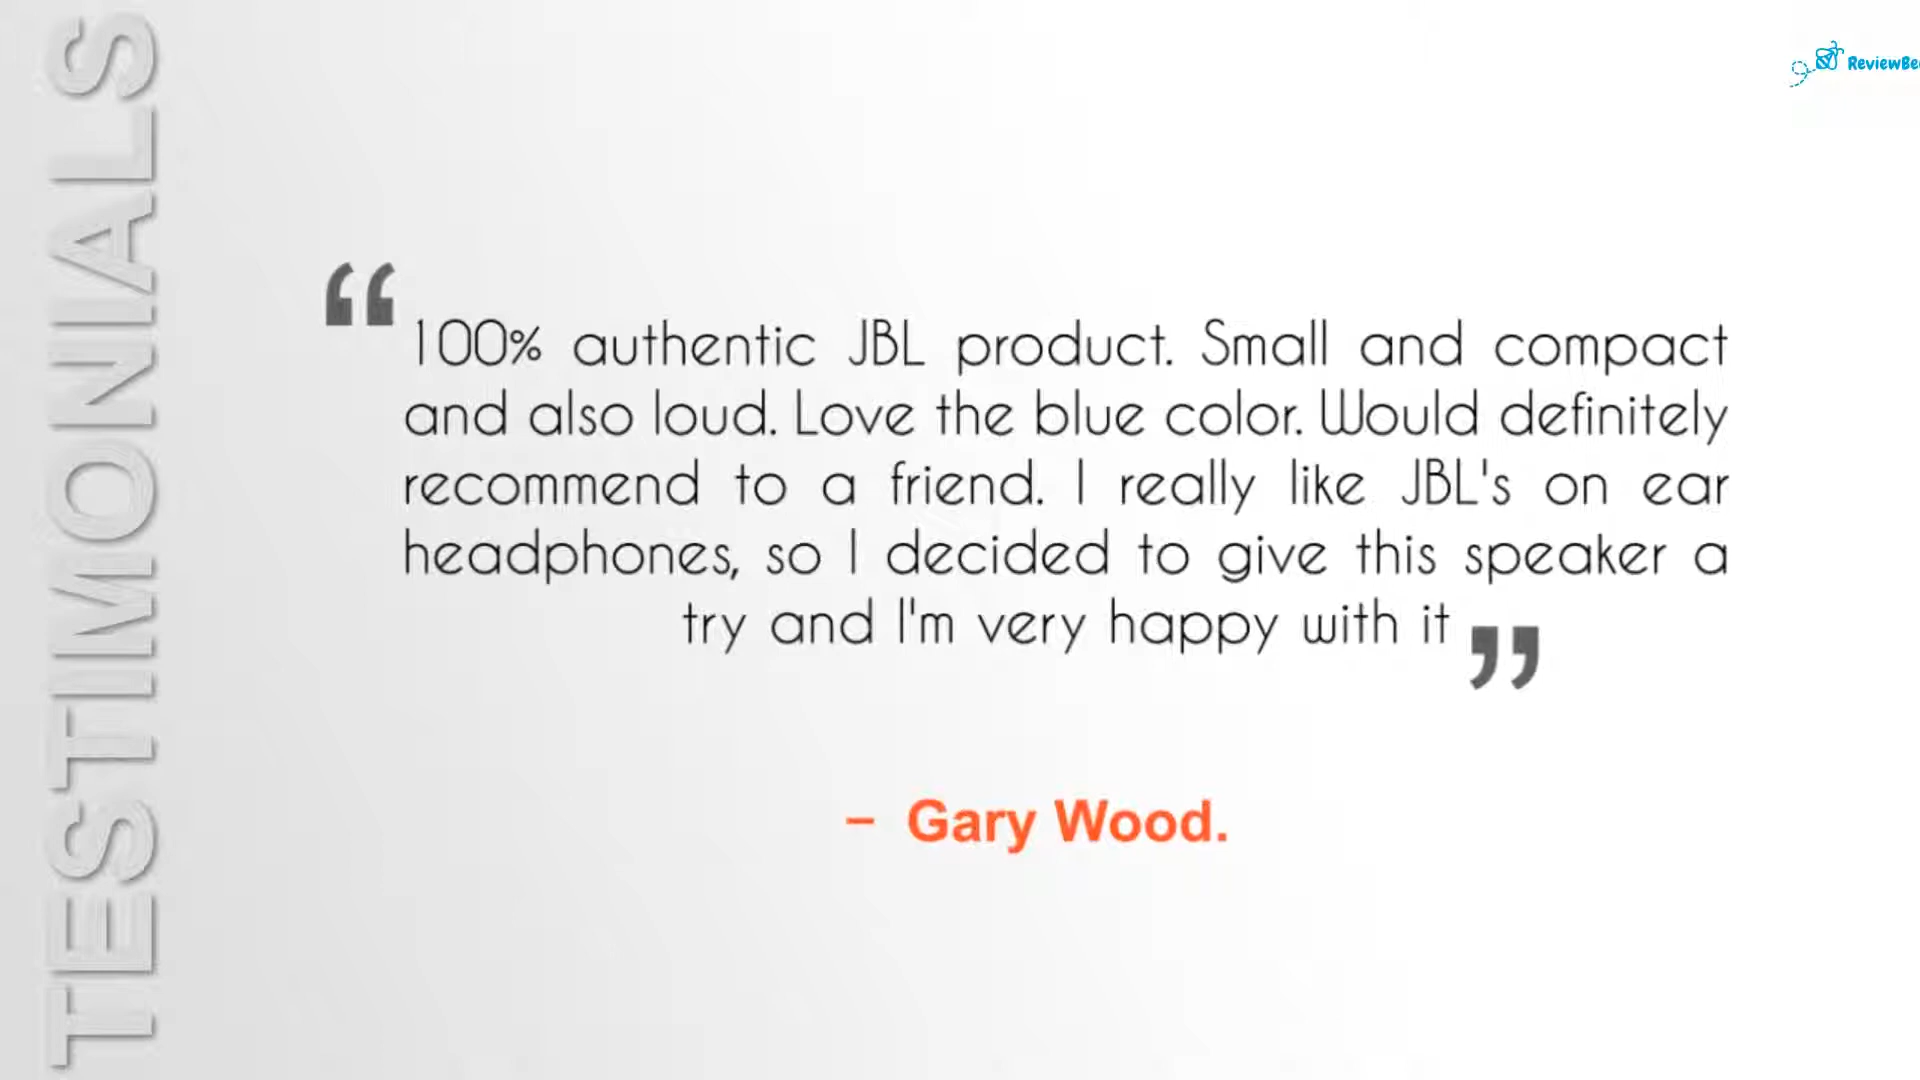 TESTIMONIALS
ReviewBee
“100% authentic JBL product. Small and compact
and also loud. Love the blue color. Would definitely
recommend to a friend. I really like JBL's on ear
headphones, so I decided to give this speaker a
try and I'm very happy with it”
– Gary Wood.